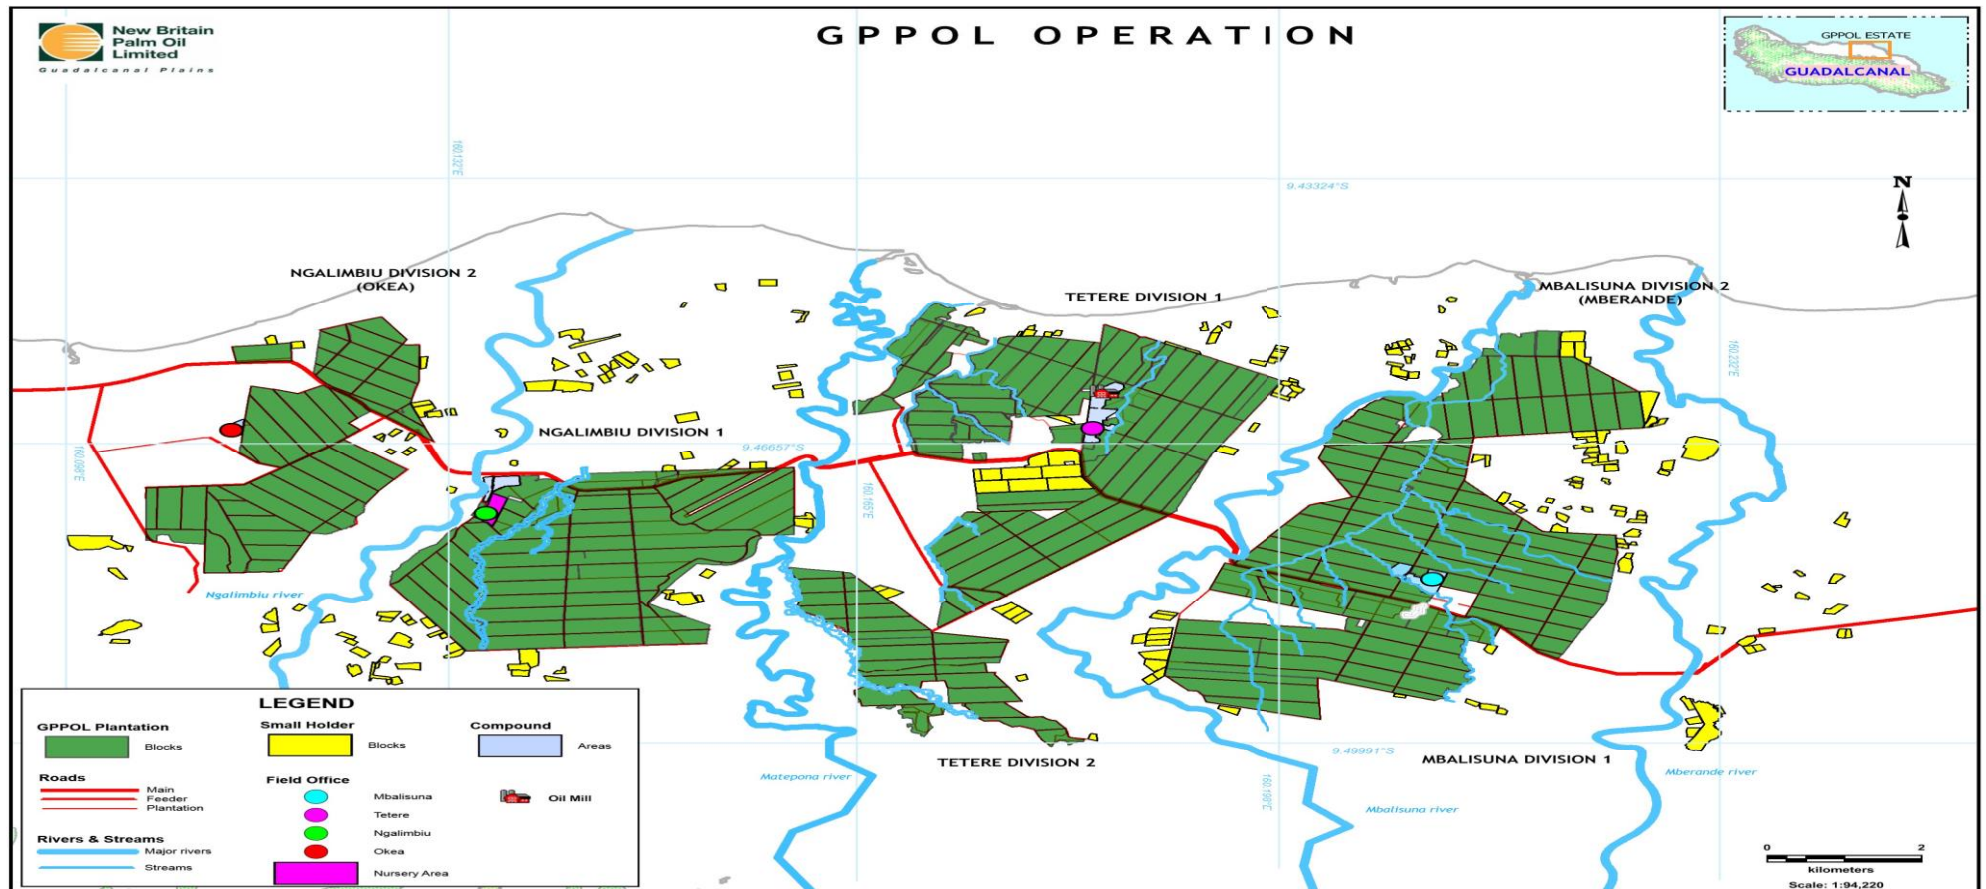 New Britain
Palm Oil
Limited
Guadalcanal Plains
GPPOL OPERATION
GPPOL ESTATE
GUADALCANAL
N
160.132°E
9.43324°S
NGALIMBIU DIVISION 2
(OKEA)
TETERE DIVISION 1
MBALISUNA DIVISION 2
(MBERANDE)
160.232°E
NGALIMBIU DIVISION 1
9.46657°S
160.098°E
160.165°E
Ngalimbiu river
TETERE DIVISION 2
MBALISUNA DIVISION 1
9.49991°S
Matepona river
Mberande river
160.198°E
Mbalisuna river
LEGEND
GPPOL Plantation
Blocks
Small Holder
Blocks
Compound
Areas
Roads
Main
Feeder
Plantation
Field Office
Mbalisuna
Tetere
Ngalimbiu
Okea
Nursery Area
Oil Mill
Rivers & Streams
Major rivers
Streams
0 2
kilometers
Scale: 1:94,220